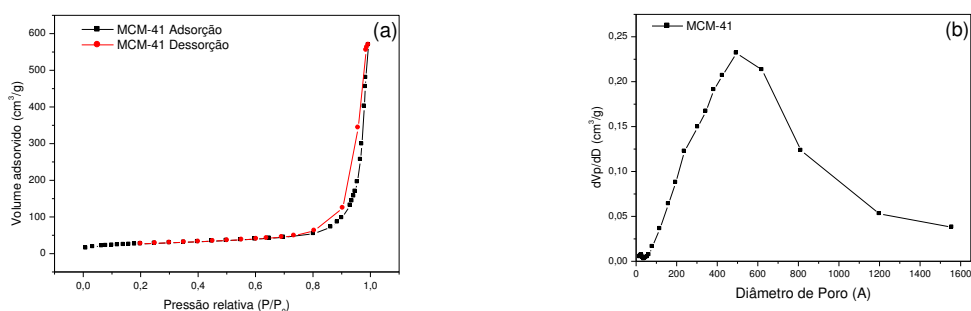 (a)
MCM-41 Adsorção
MCM-41 Dessorção
Volume adsorvido (cm³/g)
600
500
400
300
200
100
0
0,0 0,2 0,4 0,6 0,8 1,0
Pressão relativa (P/P₀)
(b)
MCM-41
dVp/dD (cm³/g)
0,25
0,20
0,15
0,10
0,05
0,00
0 200 400 600 800 1000 1200 1400 1600
Diâmetro de Poro (A)